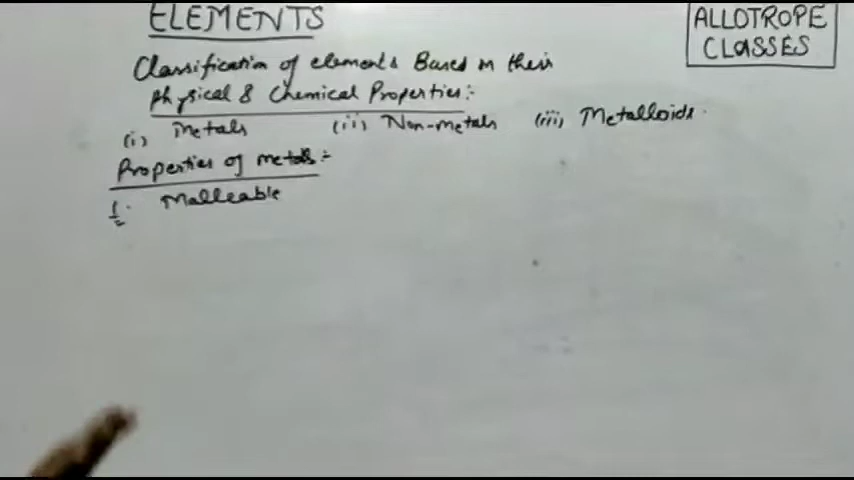 ELEMENTS
ALLOTROPE
CLASSES
Classification of elements Based on their
Physical & Chemical Properties:-
(i) Metals (ii) Non-metals (iii) Metalloids.
Properties of metals:-
1. Malleable